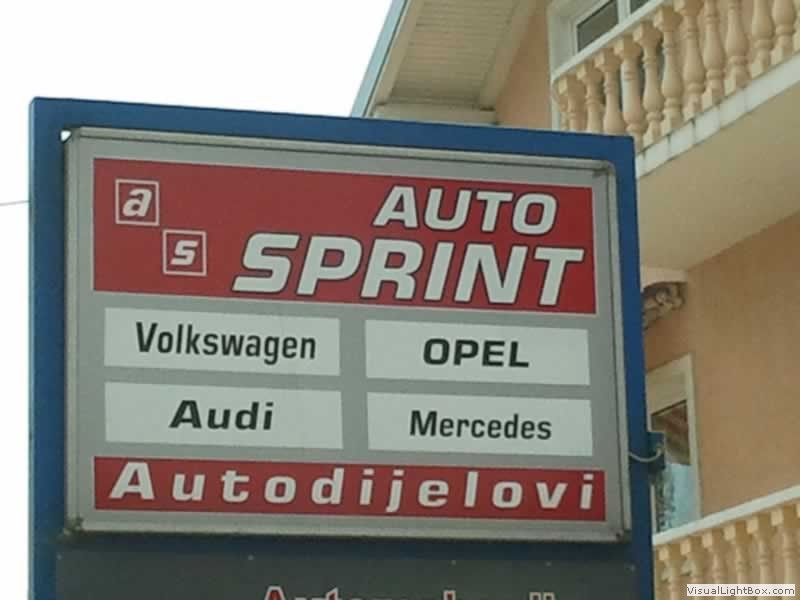 a
s
AUTO
SPRINT
Volkswagen
OPEL
Audi
Mercedes
Autodijelovi
VisualLightBox.com